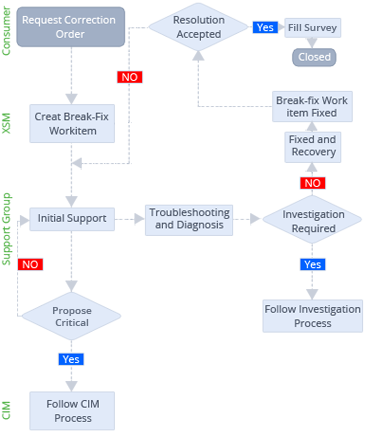 Consumer
Request Correction
Order
Resolution
Accepted
Yes
Fill Survey
Closed
NO
XSM
Creat Break-Fix
Workitem
Break-fix Work
item Fixed
Fixed and
Recovery
NO
Support Group
Initial Support
Troubleshooting
and Diagnosis
Investigation
Required
NO
Yes
Propose
Critical
Follow Investigation
Process
Yes
CIM
Follow CIM
Process